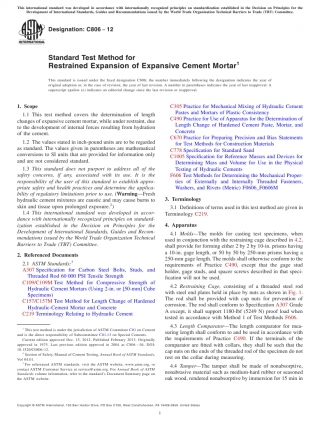 This international standard was developed in accordance with internationally recognized principles on standardization established in the Decision on Principles for the
Development of International Standards, Guides and Recommendations issued by the World Trade Organization Technical Barriers to Trade (TBT) Committee.
INTERNATIONAL
Designation: C806 − 12
Standard Test Method for
Restrained Expansion of Expansive Cement Mortar1
This standard is issued under the fixed designation C806; the number immediately following the designation indicates the year of
original adoption or, in the case of revision, the year of last revision. A number in parentheses indicates the year of last reapproval. A
superscript epsilon (ε) indicates an editorial change since the last revision or reapproval.
1. Scope
1.1 This test method covers the determination of length
changes of expansive cement mortar, while under restraint, due
to the development of internal forces resulting from hydration
of the cement.
1.2 The values stated in inch-pound units are to be regarded
as standard. The values given in parentheses are mathematical
conversions to SI units that are provided for information only
and are not considered standard.
1.3 This standard does not purport to address all of the
safety concerns, if any, associated with its use. It is the
responsibility of the user of this standard to establish appro-
priate safety and health practices and determine the applica-
bility of regulatory limitations prior to use. (Warning—Fresh
hydraulic cement mixtures are caustic and may cause burns to
skin and tissue upon prolonged exposure.2)
1.4 This international standard was developed in accor-
dance with internationally recognized principles on standard-
ization established in the Decision on Principles for the
Development of International Standards, Guides and Recom-
mendations issued by the World Trade Organization Technical
Barriers to Trade (TBT) Committee.
2. Referenced Documents
2.1 ASTM Standards:3
A307 Specification for Carbon Steel Bolts, Studs, and
Threaded Rod 60 000 PSI Tensile Strength
C109/C109M Test Method for Compressive Strength of
Hydraulic Cement Mortars (Using 2-in. or [50-mm] Cube
Specimens)
C157/C157M Test Method for Length Change of Hardened
Hydraulic-Cement Mortar and Concrete
C219 Terminology Relating to Hydraulic Cement
1 This test method is under the jurisdiction of ASTM Committee C01 on Cement
and is the direct responsibility of Subcommittee C01.13 on Special Cements.
Current edition approved Dec. 15, 2012. Published February 2013. Originally
approved in 1975. Last previous edition approved in 2004 as C806 – 04. DOI:
10.1520/C0806-12.
2 Section of Safety, Manual of Cement Testing, Annual Book of ASTM Standards,
Vol 04.01.
3 For referenced ASTM standards, visit the ASTM website, www.astm.org, or
contact ASTM Customer Service at service@astm.org. For Annual Book of ASTM
Standards volume information, refer to the standard's Document Summary page on
the ASTM website.
C305 Practice for Mechanical Mixing of Hydraulic Cement
Pastes and Mortars of Plastic Consistency
C490 Practice for Use of Apparatus for the Determination of
Length Change of Hardened Cement Paste, Mortar, and
Concrete
C670 Practice for Preparing Precision and Bias Statements
for Test Methods for Construction Materials
C778 Specification for Standard Sand
C1005 Specification for Reference Masses and Devices for
Determining Mass and Volume for Use in the Physical
Testing of Hydraulic Cements
F606 Test Methods for Determining the Mechanical Proper-
ties of Externally and Internally Threaded Fasteners,
Washers, and Rivets (Metric) F0606_F0606M
3. Terminology
3.1 Definitions of terms used in this test method are given in
Terminology C219.
4. Apparatus
4.1 Molds—The molds for casting test specimens, when
used in conjunction with the restraining cage described in 4.2,
shall provide for forming either 2 by 2 by 10-in. prisms having
a 10-in. gage length, or 50 by 50 by 250-mm prisms having a
250-mm gage length. The molds shall otherwise conform to the
requirements of Practice C490, except that the gage stud
holder, gage studs, and spacer screws described in that speci-
fication will not be used.
4.2 Restraining Cage, consisting of a threaded steel rod
with steel end plates held in place by nuts as shown in Fig. 1.
The rod shall be provided with cap nuts for prevention of
corrosion. The rod shall conform to Specification A307 Grade
A except, it shall support 1180-lbf (5249 N) proof load when
tested in accordance with Method 1 of Test Methods F606.
4.3 Length Comparator—The length comparator for mea-
suring length shall conform to and be used in accordance with
the requirements of Practice C490. If the terminals of the
comparator are fitted with collars, they shall be such that the
cap nuts on the ends of the threaded rod of the specimen do not
rest on the collar during measuring.
4.4 Tamper—The tamper shall be made of nonabsorptive,
nonabrasive material such as medium-hard rubber or seasoned
oak wood, rendered nonabsorptive by immersion for 15 min in
Copyright © ASTM International, 100 Barr Harbor Drive, PO Box C700, West Conshohocken, PA 19428-2959. United States
1